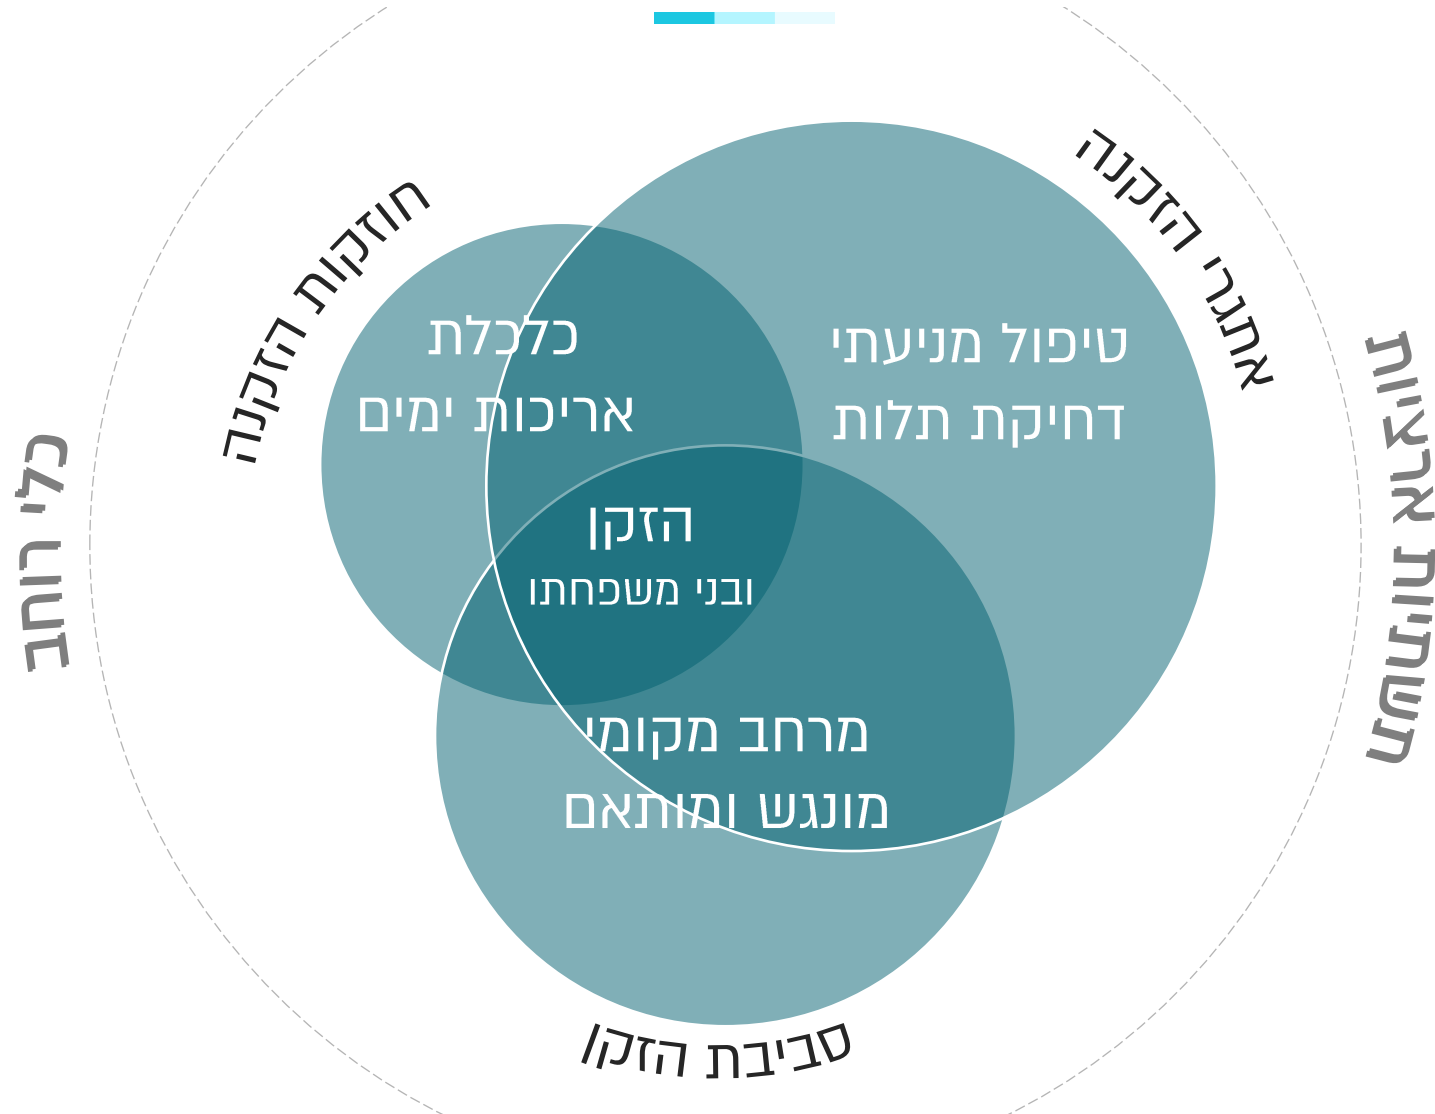 אתגרי הזקנה
חוזקות הזקנה
טיפול מניעתי
דחיקת תלות
כלכלת
אריכות ימים
הזקן
ובני משפחתו
מרחב מקומי
מונגש ומותאם
סביבת הזקן
תשתיות ארציות
כלי רוחב